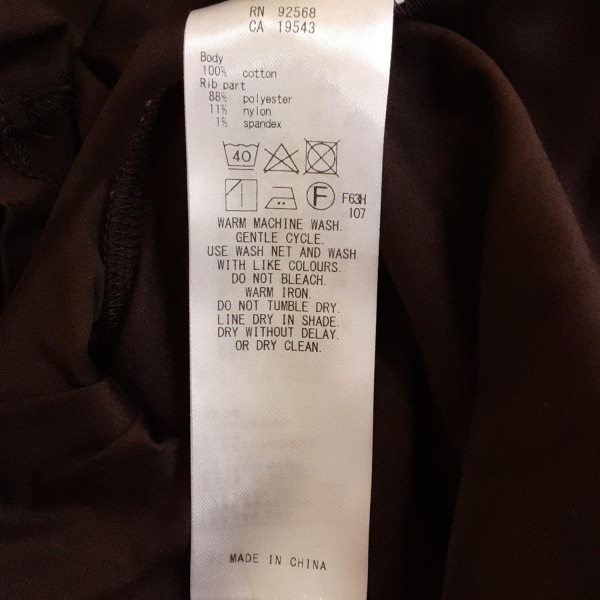 RN 92568
CA 19543
Body
100% cotton
Rib part
88% polyester
11% nylon
1% spandex
40
F F63H
107
WARM MACHINE WASH.
GENTLE CYCLE.
USE WASH NET AND WASH
WITH LIKE COLOURS.
DO NOT BLEACH.
WARM IRON.
DO NOT TUMBLE DRY.
LINE DRY IN SHADE.
DRY WITHOUT DELAY.
OR DRY CLEAN.
MADE IN CHINA